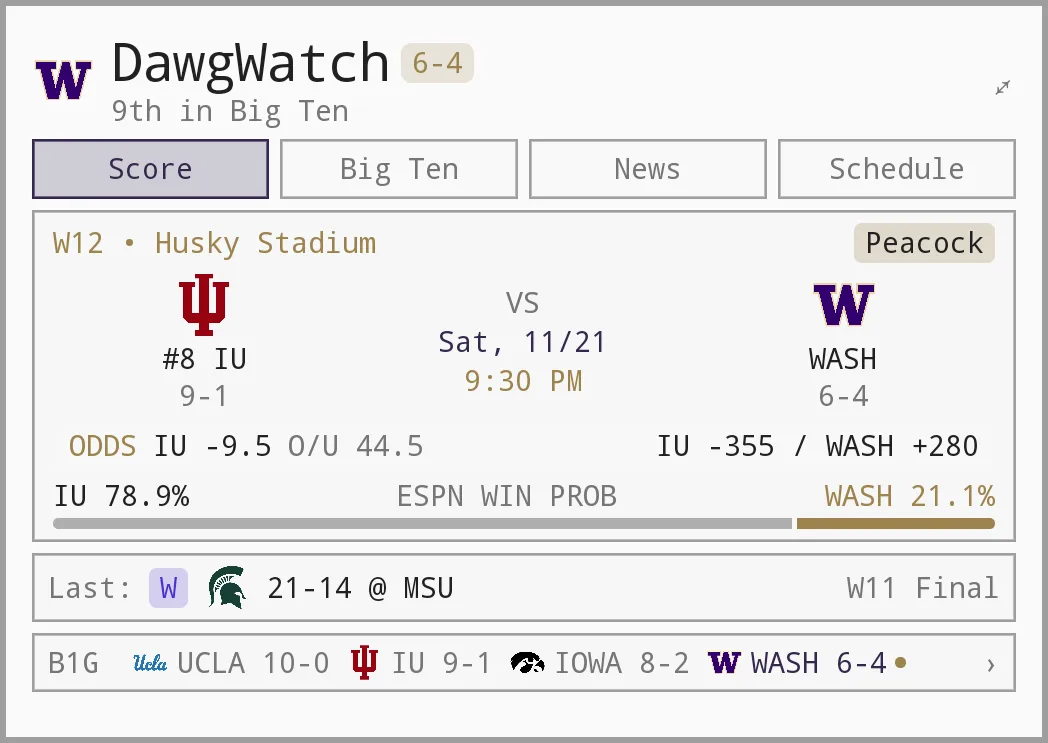 W DawgWatch 6-4
9th in Big Ten
Score Big Ten News Schedule
W12 • Husky Stadium Peacock
VS
Sat, 11/21
9:30 PM
#8 IU
9-1
W
WASH
6-4
ODDS IU -9.5 O/U 44.5 IU -355 / WASH +280
IU 78.9% ESPN WIN PROB WASH 21.1%
Last: W 21-14 @ MSU W11 Final
B1G Ucla UCLA 10-0 IU 9-1 IOWA 8-2 W WASH 6-4 • ›